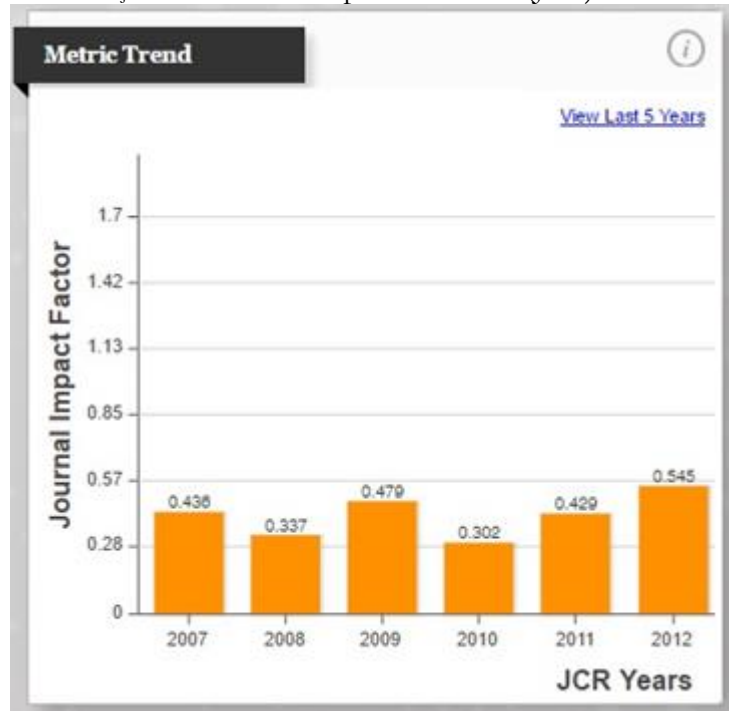 Metric Trend
i
View Last 5 Years
Journal Impact Factor
1.7
1.42
1.13
0.85
0.57
0.28
0
0.436
0.337
0.479
0.302
0.429
0.545
2007 2008 2009 2010 2011 2012
JCR Years